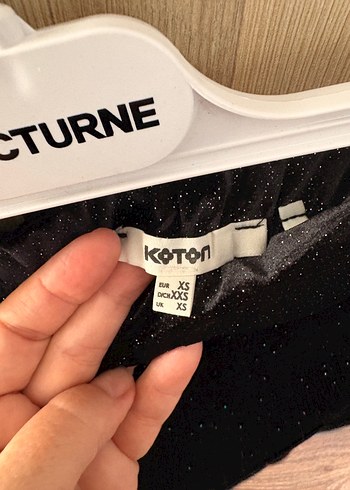 CTURNE
KOTON
EUR XS
D/CH XXS
UK XS